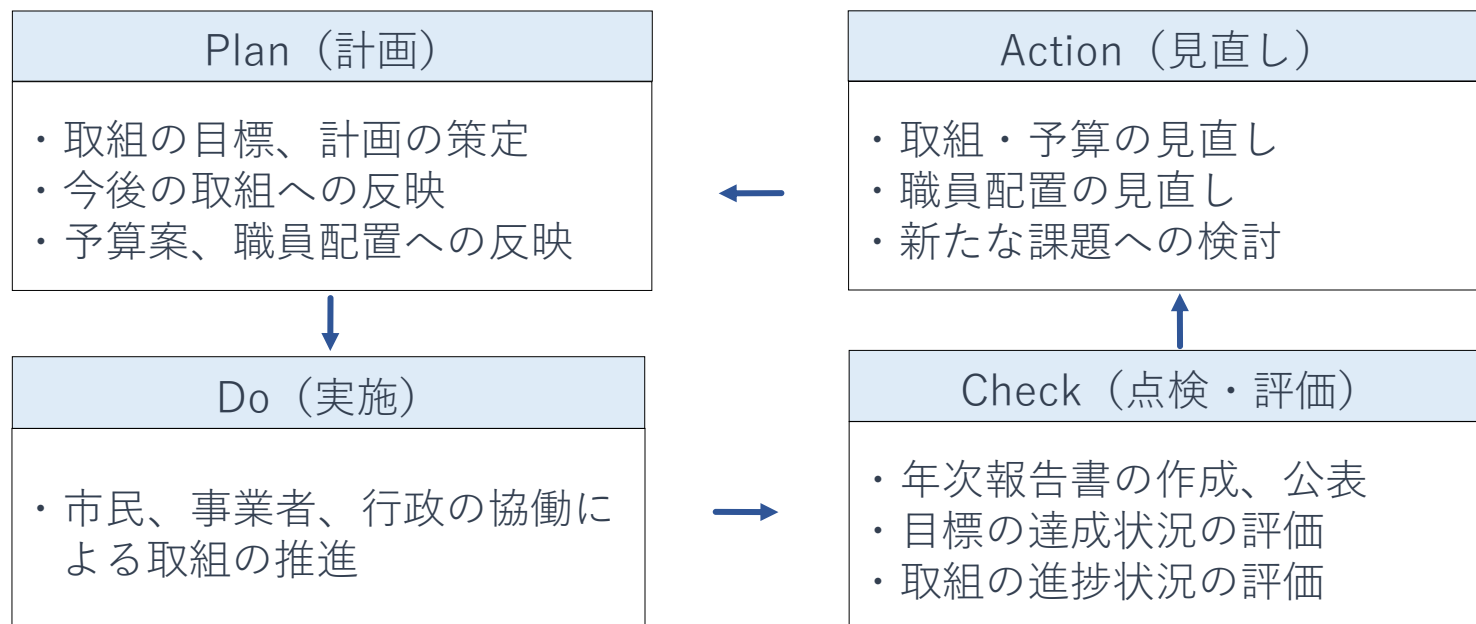 Plan（計画）
・取組の目標、計画の策定
・今後の取組への反映
・予算案、職員配置への反映
Action（見直し）
・取組・予算の見直し
・職員配置の見直し
・新たな課題への検討
Do（実施）
・市民、事業者、行政の協働に
よる取組の推進
Check（点検・評価）
・年次報告書の作成、公表
・目標の達成状況の評価
・取組の進捗状況の評価